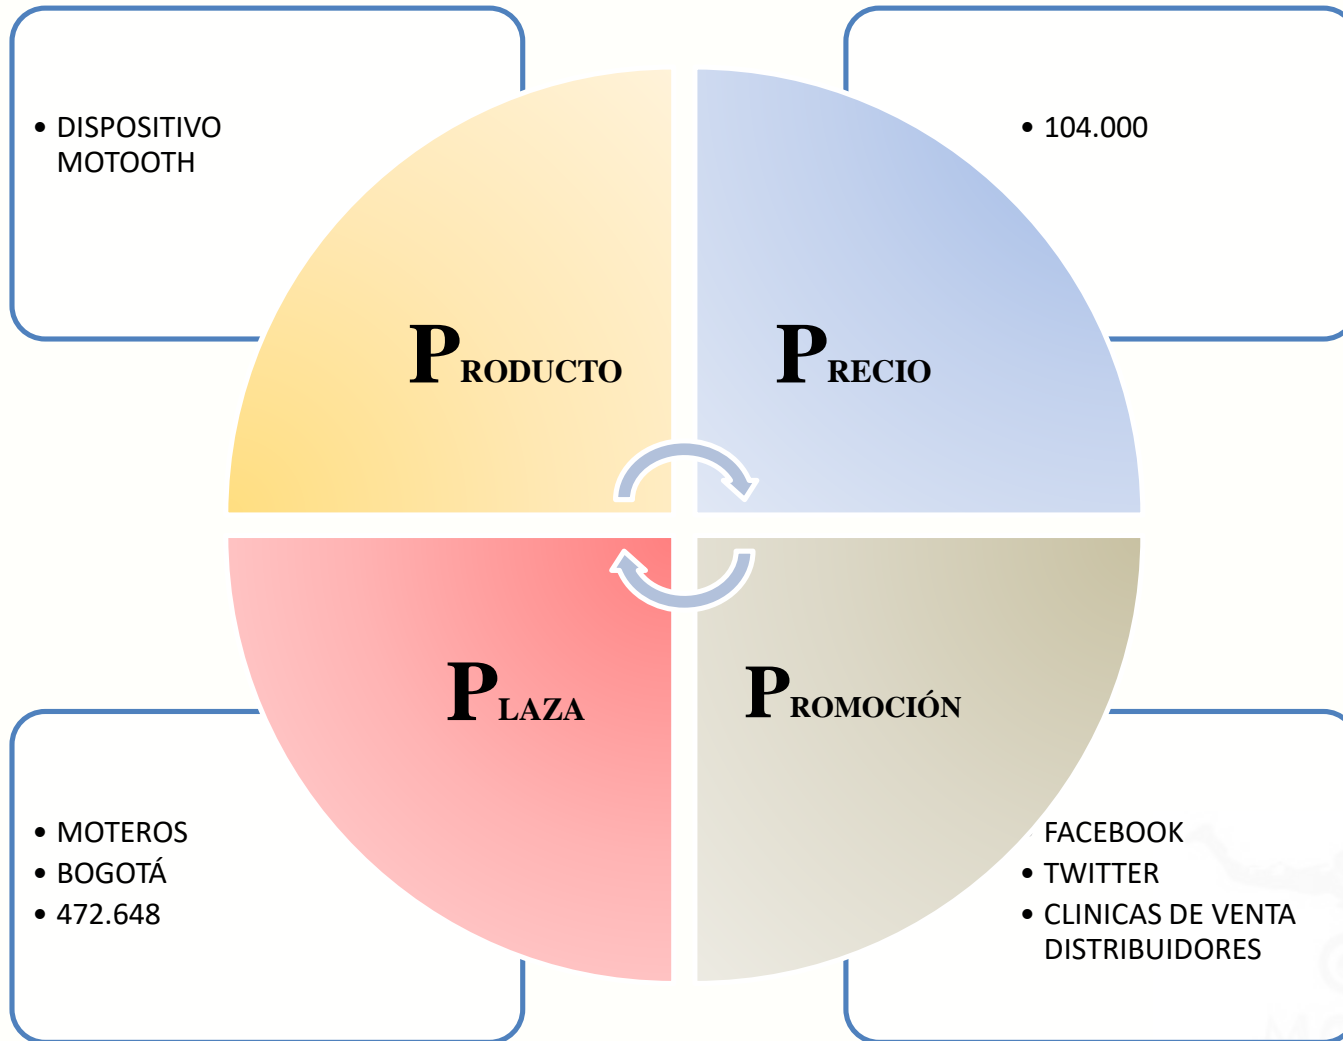 • DISPOSITIVO
MOTOOTH
• 104.000
PRODUCTO
PRECIO
PLAZA
PROMOCIÓN
• MOTEROS
• BOGOTÁ
• 472.648
FACEBOOK
• TWITTER
• CLINICAS DE VENTA
DISTRIBUIDORES